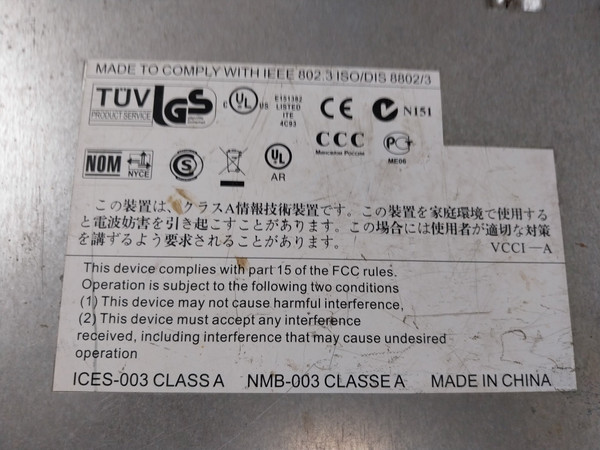 MADE TO COMPLY WITH IEEE 802.3 ISO/DIS 8802/3
TÜV
PRODUCT SERVICE
GS
C UL US
E151382
LISTED
ITE
4C93
CE
N151
CCC
PCT
ME06
NOM
NYCE
S
UL
AR
この装置は、クラスA情報技術装置です。この装置を家庭環境で使用する
と電波妨害を引き起こすことがあります。この場合には使用者が適切な対策
を講ずるよう要求されることがあります。
VCCI—A
This device complies with part 15 of the FCC rules.
Operation is subject to the following two conditions
(1) This device may not cause harmful interference,
(2) This device must accept any interference
received, including interference that may cause undesired
operation
ICES-003 CLASS A NMB-003 CLASSE A MADE IN CHINA